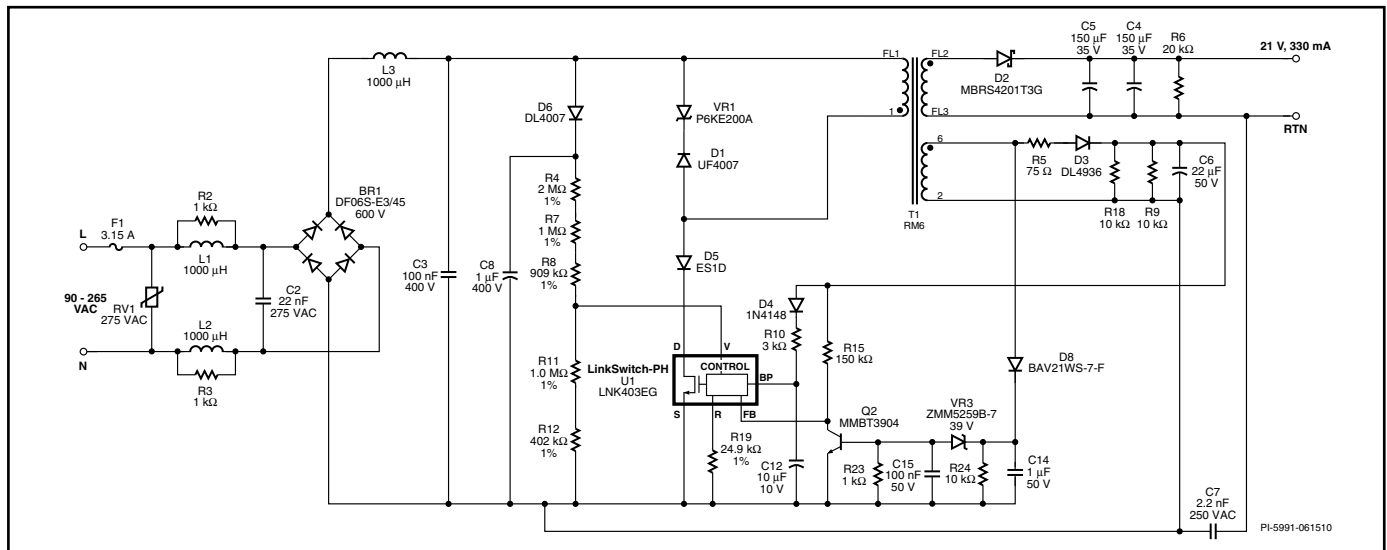 L3
1000 µH
D6
DL4007
VR1
P6KE200A
D1
UF4007
FL1
1
FL2
FL3
D2
MBRS4201T3G
C5
150 µF
35 V
C4
150 µF
35 V
R6
20 kΩ
21 V, 330 mA
RTN
6
2
T1
RM6
R5
75 Ω
D3
DL4936
R18
10 kΩ
R9
10 kΩ
C6
22 µF
50 V
R2
1 kΩ
F1
3.15 A
L
L1
1000 µH
BR1
DF06S-E3/45
600 V
90 - 265
VAC
RV1
275 VAC
C2
22 nF
275 VAC
L2
1000 µH
N
R3
1 kΩ
C3
100 nF
400 V
C8
1 µF
400 V
R4
2 MΩ
1%
R7
1 MΩ
1%
R8
909 kΩ
1%
R11
1.0 MΩ
1%
R12
402 kΩ
1%
D5
ES1D
D
V
CONTROL
BP
S
R
FB
LinkSwitch-PH
U1
LNK403EG
R19
24.9 kΩ
1%
D4
1N4148
R10
3 kΩ
R15
150 kΩ
C12
10 µF
10 V
Q2
MMBT3904
R23
1 kΩ
C15
100 nF
50 V
VR3
ZMM5259B-7
39 V
R24
10 kΩ
D8
BAV21WS-7-F
C14
1 µF
50 V
C7
2.2 nF
250 VAC
PI-5991-061510